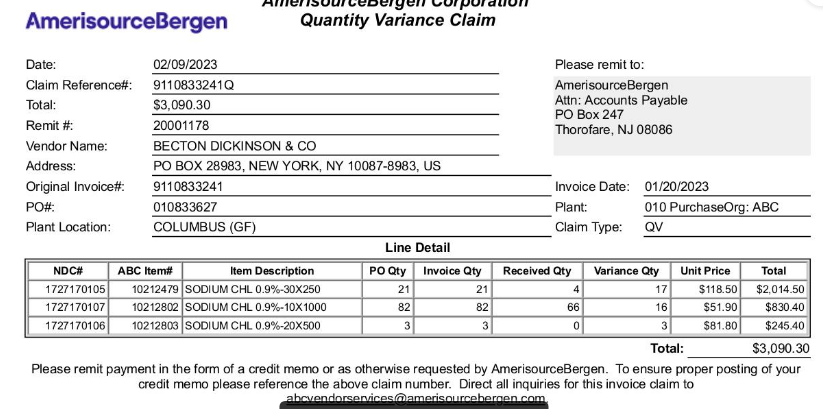 AmerisourceBergen
AmerisourceBergen Corporation
Quantity Variance Claim
Date: 02/09/2023
Claim Reference#: 9110833241Q
Total: $3,090.30
Remit #: 20001178
Vendor Name: BECTON DICKINSON & CO
Address: PO BOX 28983, NEW YORK, NY 10087-8983, US
Original Invoice#: 9110833241
PO#: 010833627
Plant Location: COLUMBUS (GF)
Please remit to:
AmerisourceBergen
Attn: Accounts Payable
PO Box 247
Thorofare, NJ 08086
Invoice Date: 01/20/2023
Plant: 010 PurchaseOrg: ABC
Claim Type: QV
Line Detail
NDC# ABC Item# Item Description PO Qty Invoice Qty Received Qty Variance Qty Unit Price Total
1727170105 10212479 SODIUM CHL 0.9%-30X250 21 21 4 17 $118.50 $2,014.50
1727170107 10212802 SODIUM CHL 0.9%-10X1000 82 82 66 16 $51.90 $830.40
1727170106 10212803 SODIUM CHL 0.9%-20X500 3 3 0 3 $81.80 $245.40
Total: $3,090.30
Please remit payment in the form of a credit memo or as otherwise requested by AmerisourceBergen. To ensure proper posting of your
credit memo please reference the above claim number. Direct all inquiries for this invoice claim to
abcvendorservices@amerisourcebergen.com